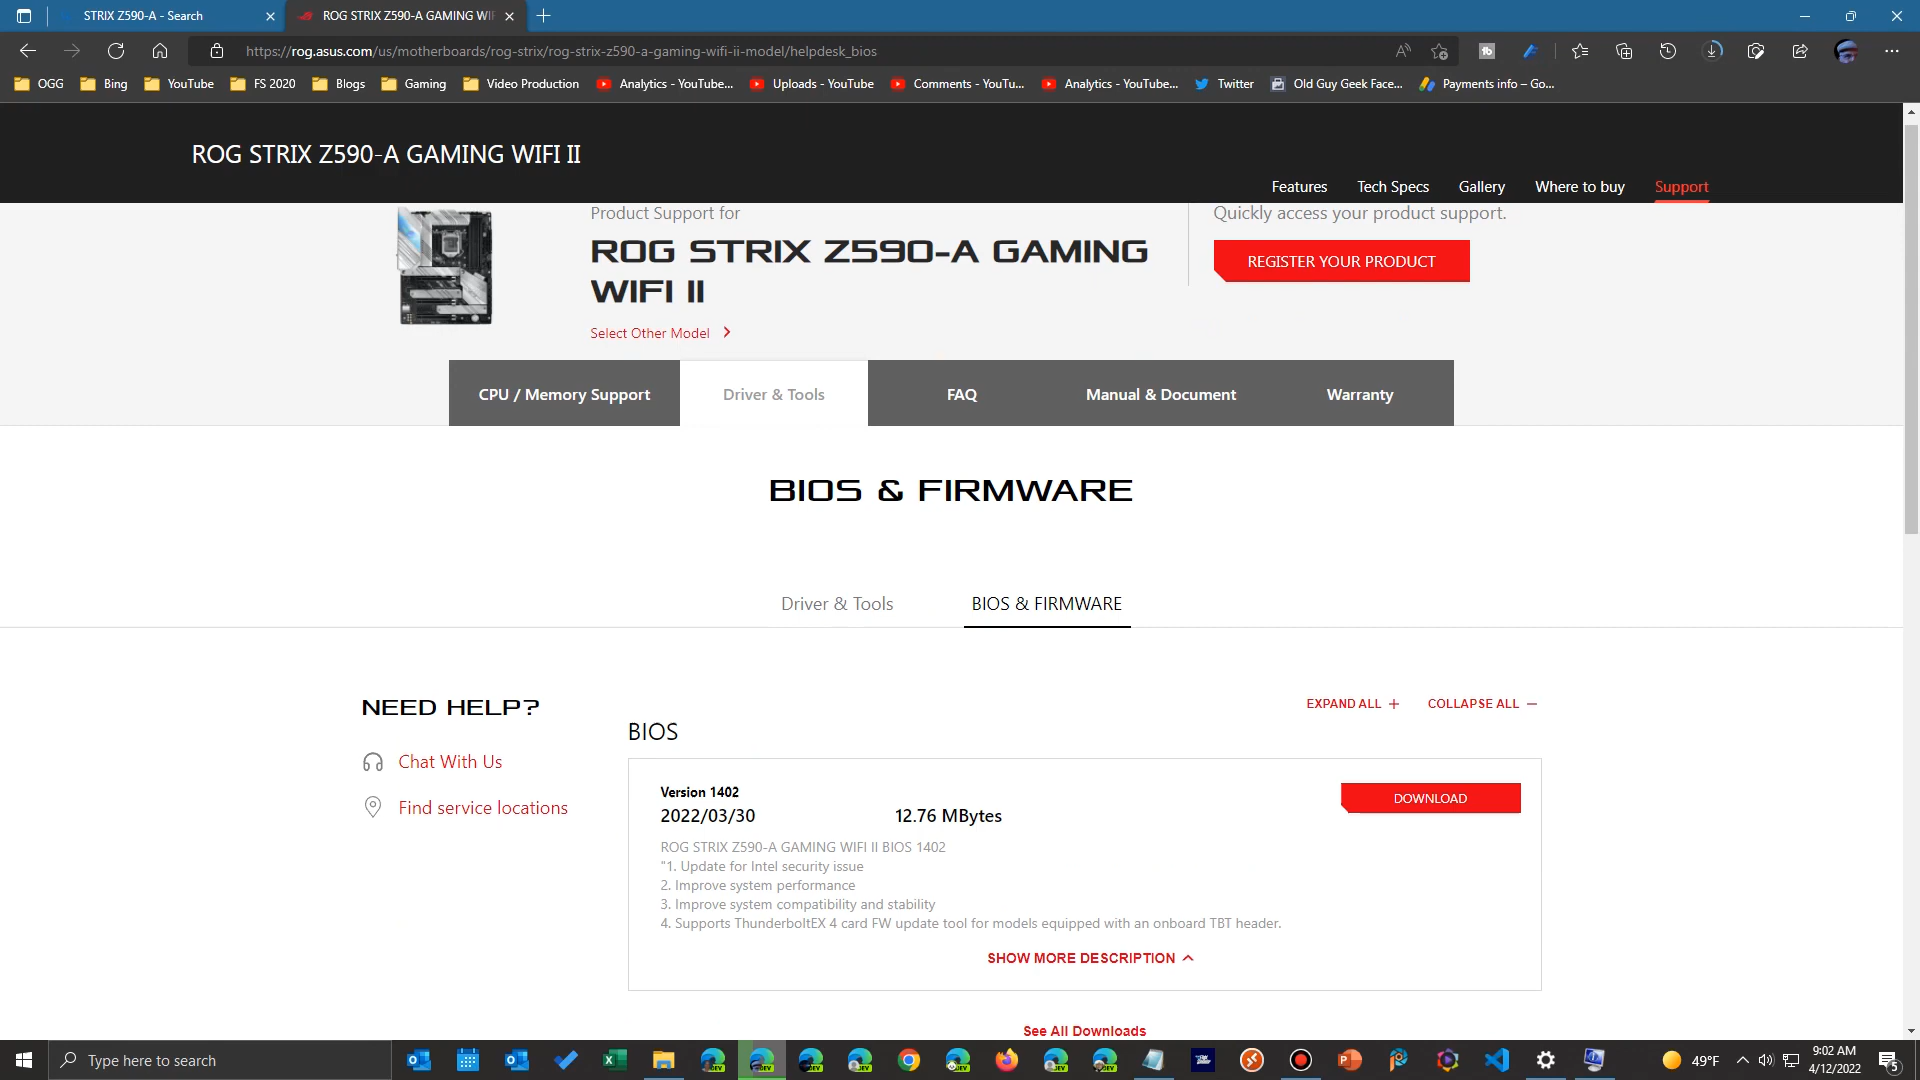 STRIX Z590-A - Search
ROG STRIX Z590-A GAMING WIF
https://rog.asus.com/us/motherboards/rog-strix/rog-strix-z590-a-gaming-wifi-ii-model/helpdesk_bios
OGG
Bing
YouTube
FS 2020
Blogs
Gaming
Video Production
Analytics - YouTube...
Uploads - YouTube
Comments - YouTu...
Analytics - YouTube...
Twitter
Old Guy Geek Face...
Payments info – Go...
ROG STRIX Z590-A GAMING WIFI II
Features
Tech Specs
Gallery
Where to buy
Support
Product Support for
ROG STRIX Z590-A GAMING
WIFI II
Select Other Model
Quickly access your product support.
REGISTER YOUR PRODUCT
CPU / Memory Support
Driver & Tools
FAQ
Manual & Document
Warranty
BIOS & FIRMWARE
Driver & Tools
BIOS & FIRMWARE
NEED HELP?
Chat With Us
Find service locations
EXPAND ALL +
COLLAPSE ALL −
BIOS
Version 1402
2022/03/30
12.76 MBytes
DOWNLOAD
ROG STRIX Z590-A GAMING WIFI II BIOS 1402
"1. Update for Intel security issue
2. Improve system performance
3. Improve system compatibility and stability
4. Supports ThunderboltEX 4 card FW update tool for models equipped with an onboard TBT header.
SHOW MORE DESCRIPTION
See All Downloads
Type here to search
49°F
9:02 AM
4/12/2022
5